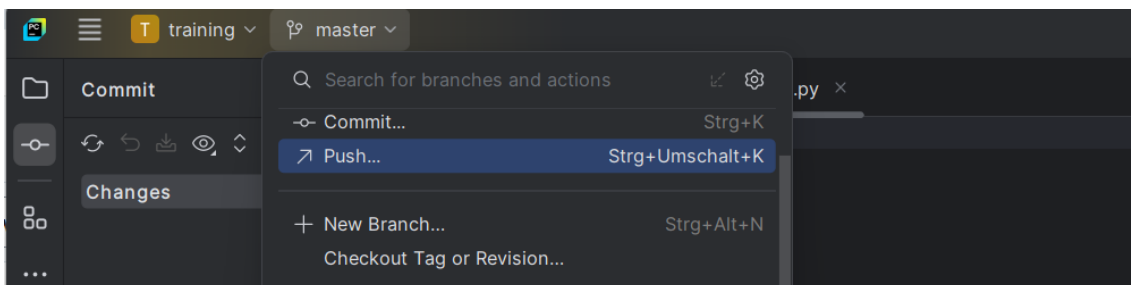 PC T training master
Search for branches and actions
Commit .py
Commit... Strg+K
Push... Strg+Umschalt+K
Changes
New Branch... Strg+Alt+N
Checkout Tag or Revision...